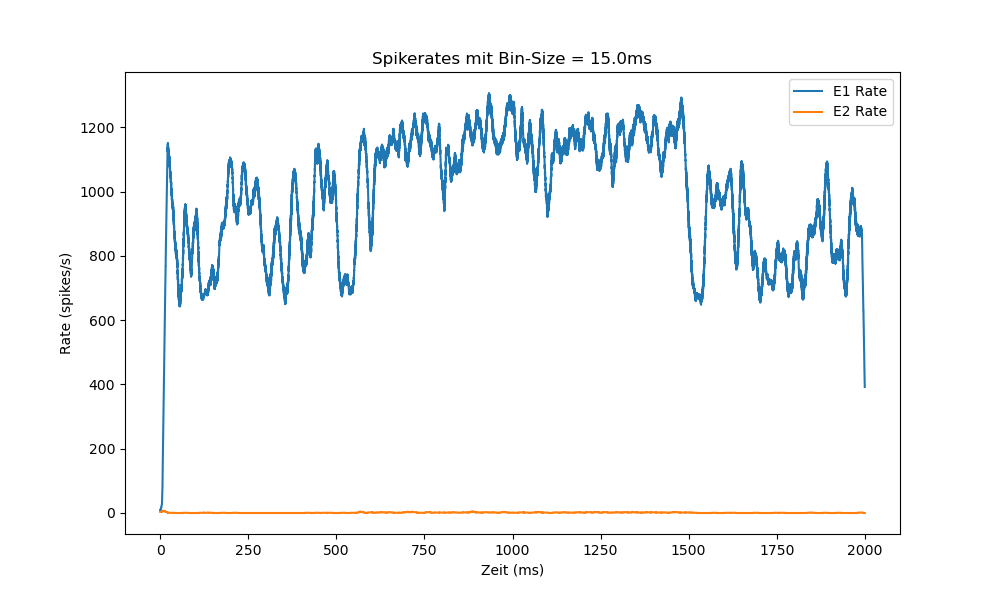 Spikerates mit Bin-Size = 15.0ms
E1 Rate
E2 Rate
1200
1000
800
600
400
200
0
Rate (spikes/s)
0 250 500 750 1000 1250 1500 1750 2000
Zeit (ms)